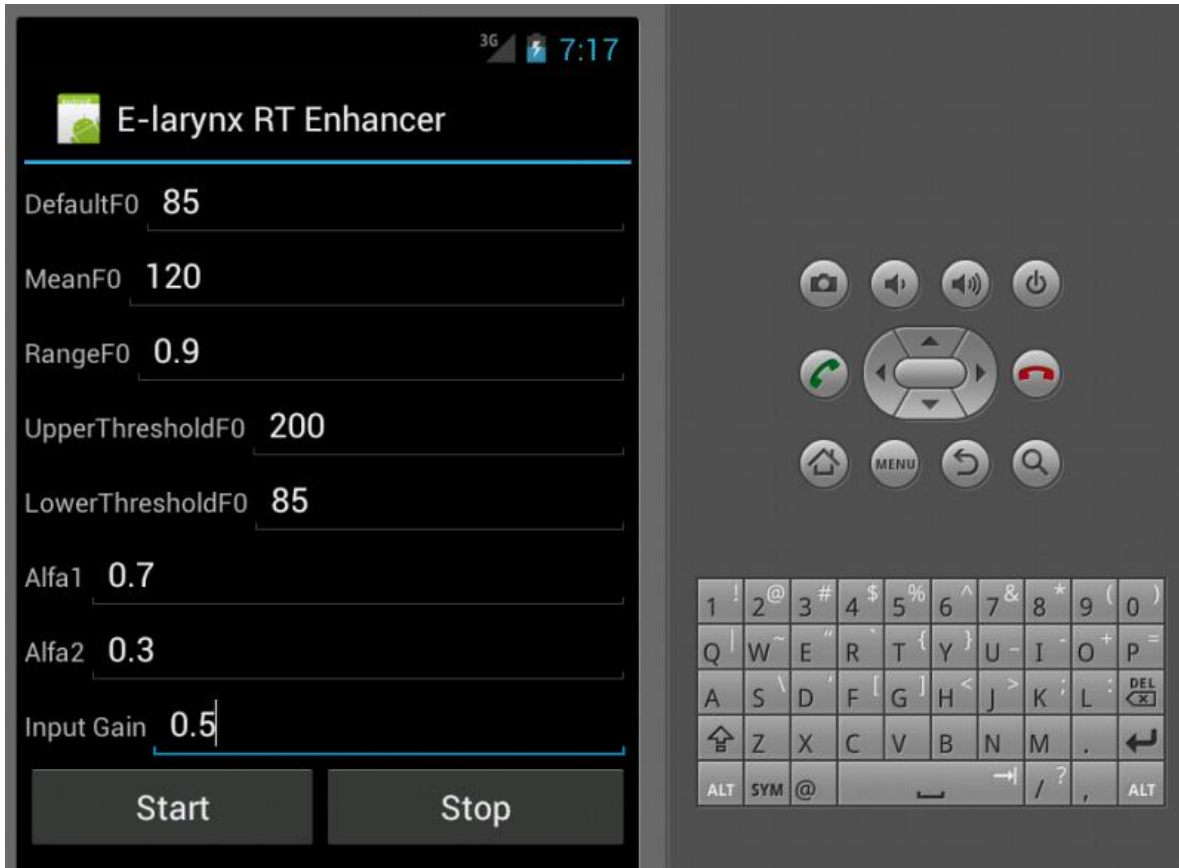 3G 7:17
E-larynx RT Enhancer
DefaultF0 85
MeanF0 120
RangeF0 0.9
UpperThresholdF0 200
LowerThresholdF0 85
Alfa1 0.7
Alfa2 0.3
Input Gain 0.5
Start Stop
MENU
1 ! 2 @ 3 # 4 $ 5 % 6 ^ 7 & 8 * 9 ( 0 )
Q | W ~ E " R ` T { Y } U _ I - O + P =
A S \ D ' F [ G ] H < J > K ; L : DEL
Z X C V B N M .
ALT SYM @ / ? , ALT